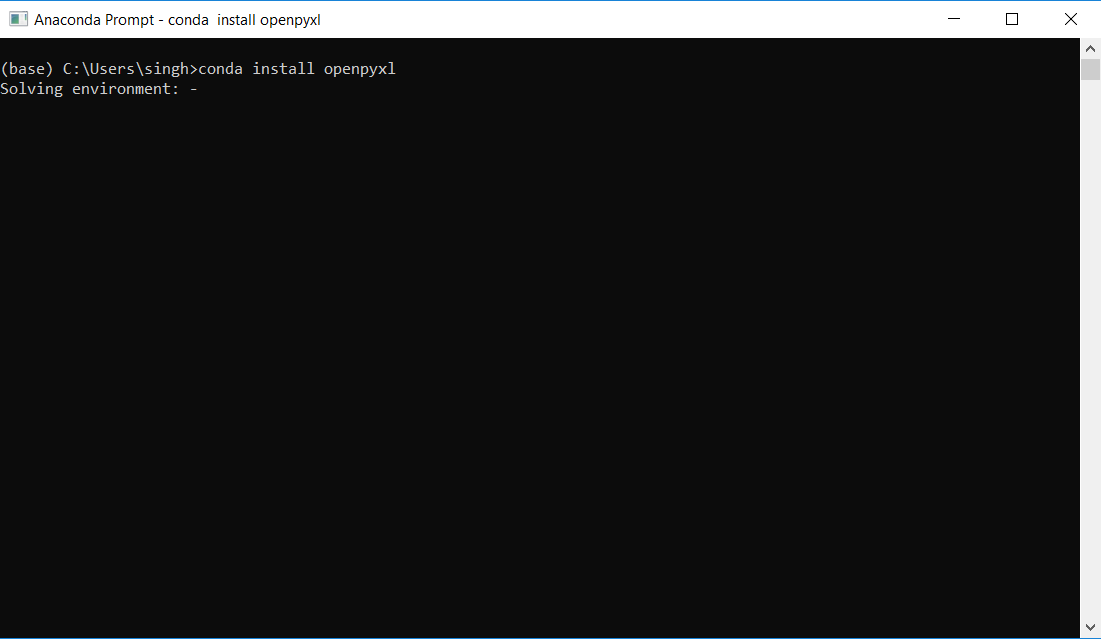 Anaconda Prompt - conda  install openpyxl
(base) C:\Users\singh>conda install openpyxl
Solving environment: -